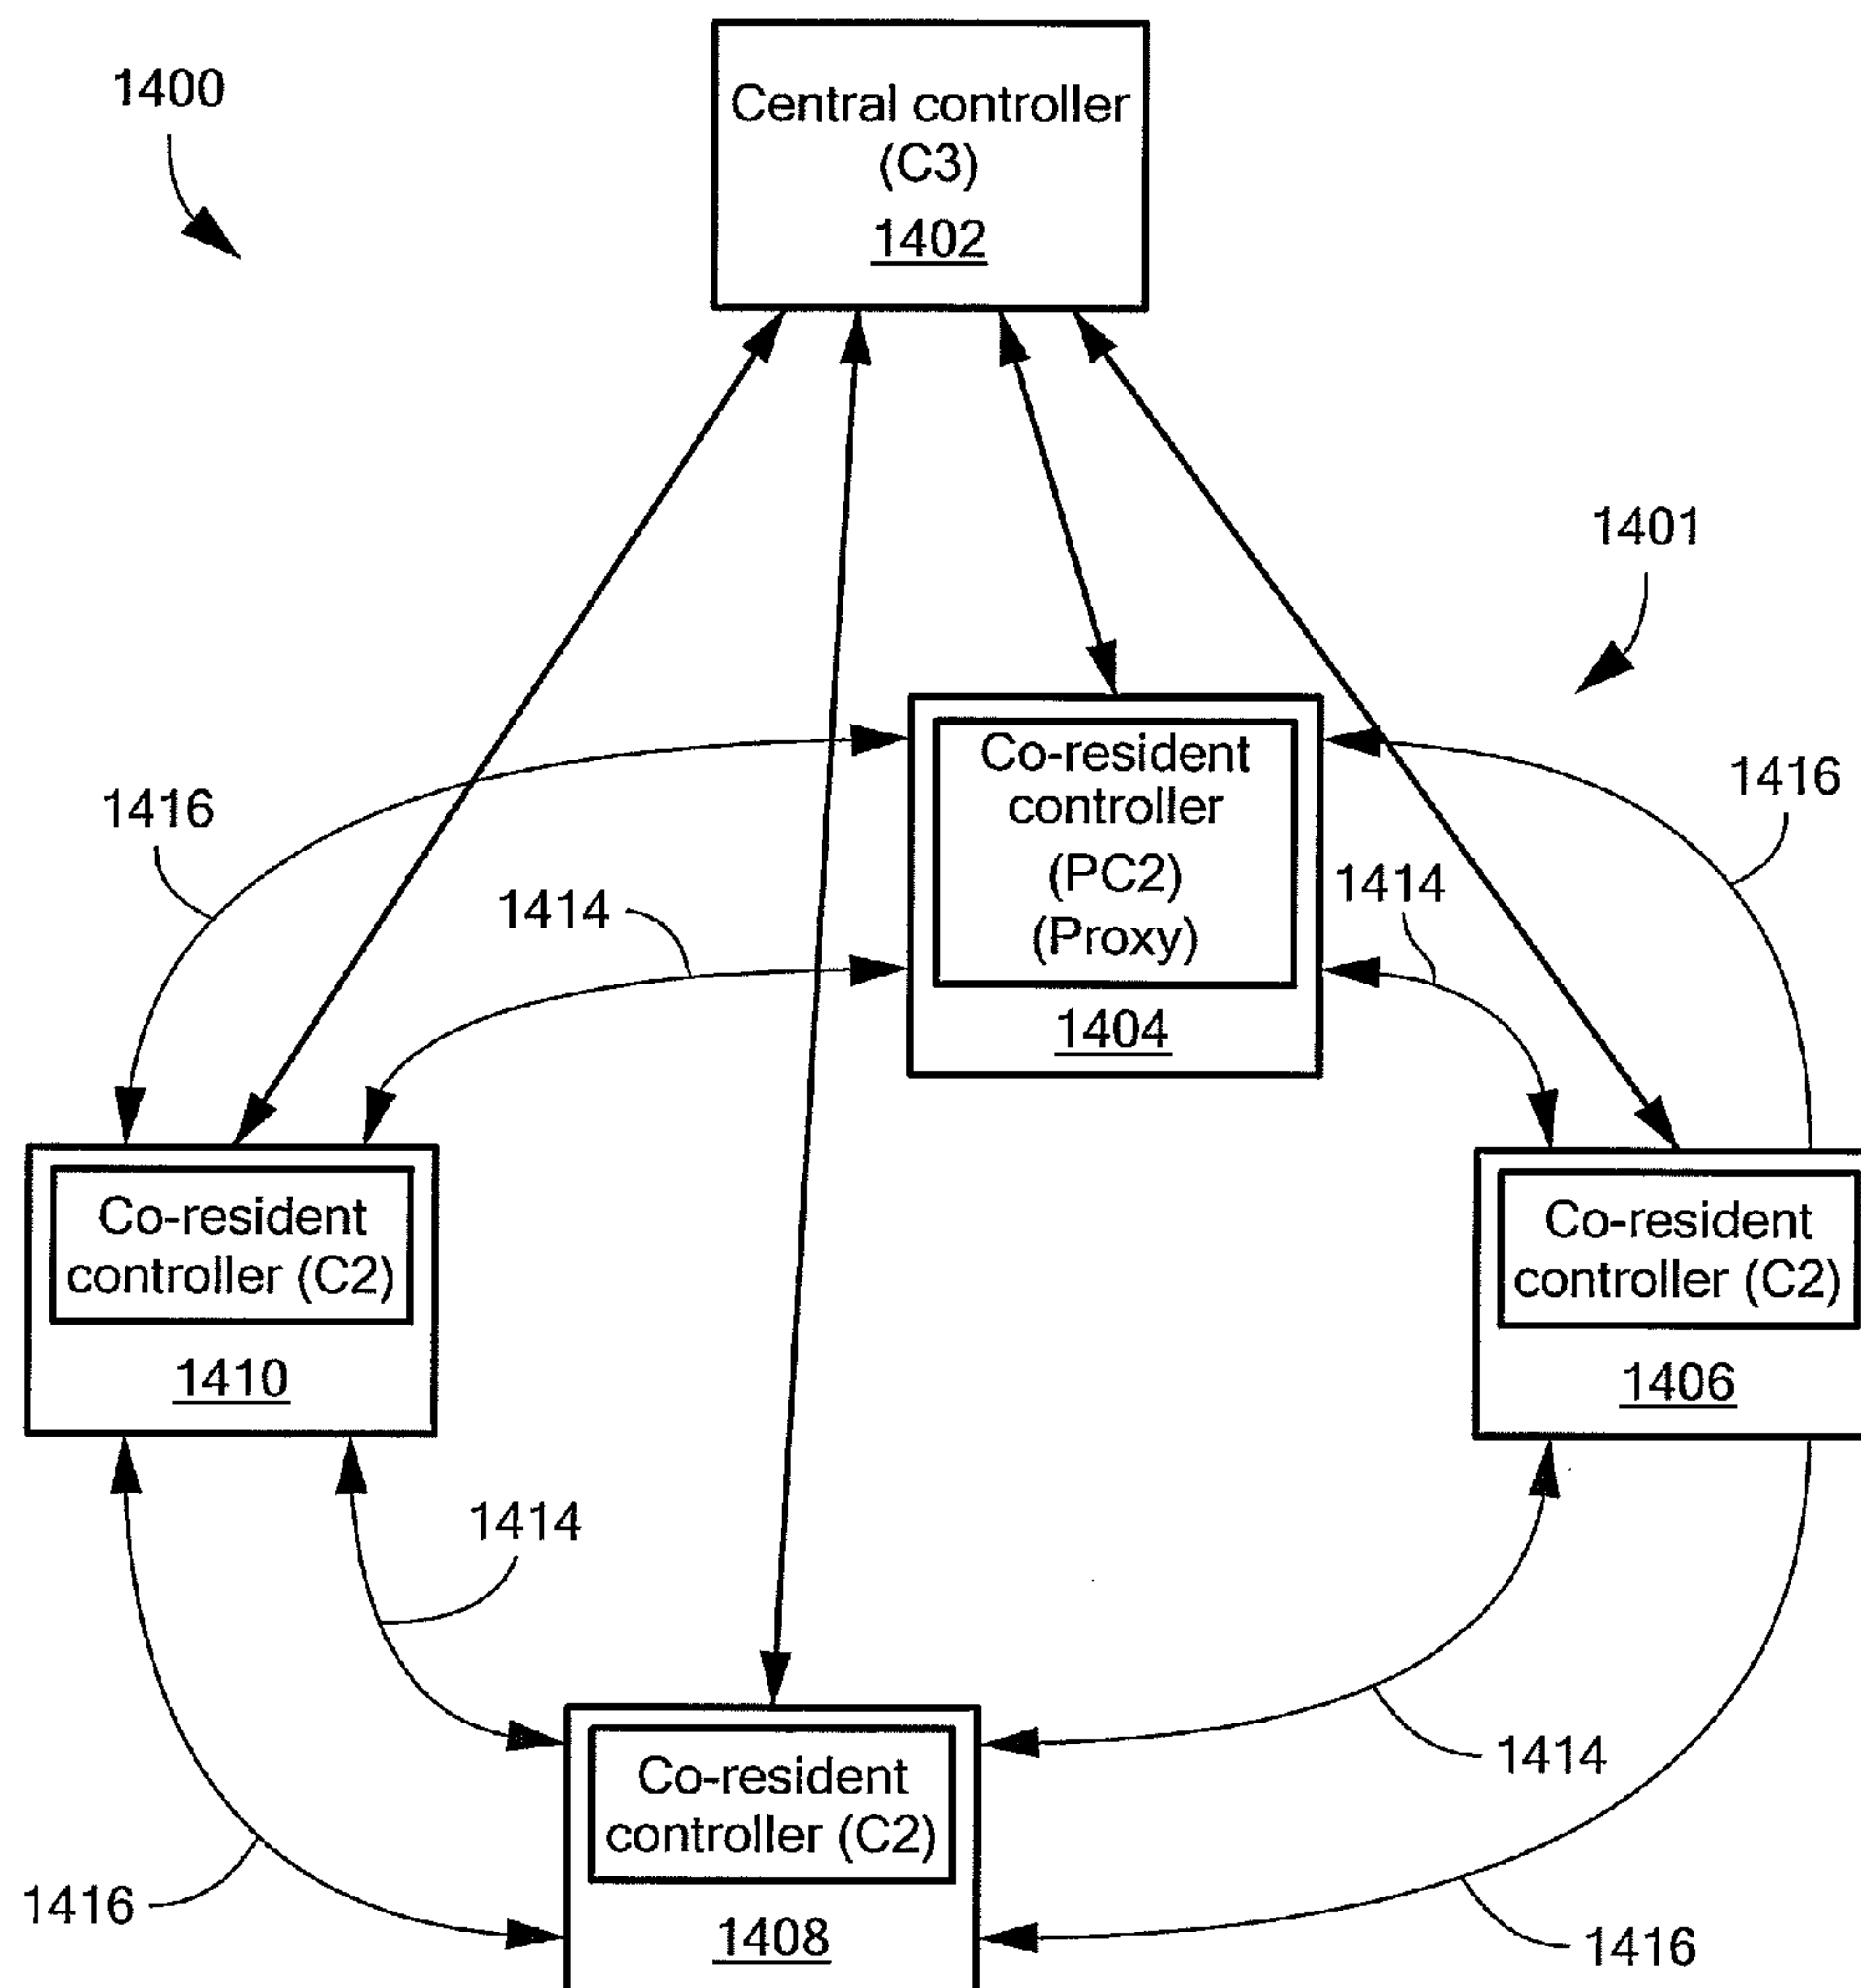 1400
Central controller
(C3)
1402
1401
1416
1414
Co-resident
controller
(PC2)
(Proxy)
1404
1414
1416
Co-resident
controller (C2)
1410
Co-resident
controller (C2)
1406
1414
1414
Co-resident
controller (C2)
1408
1416
1416